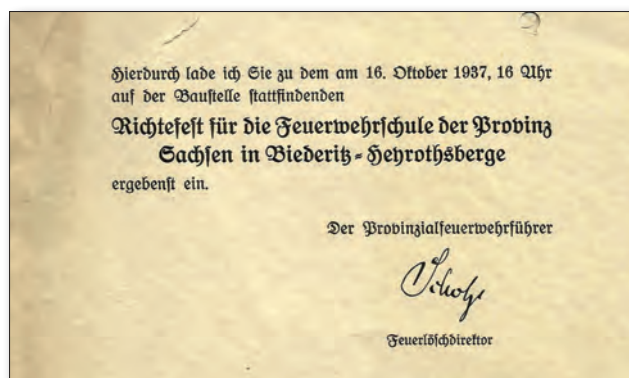 Hierdurch lade ich Sie zu dem am 16. Oktober 1937, 16 Uhr
auf der Baustelle stattfindenden
Richtefest für die Feuerwehrschule der Provinz
Sachsen in Biederitz-Heyrothsberge
ergebenst ein.
Der Provinzialfeuerwehrführer
Feuerlöschdirektor